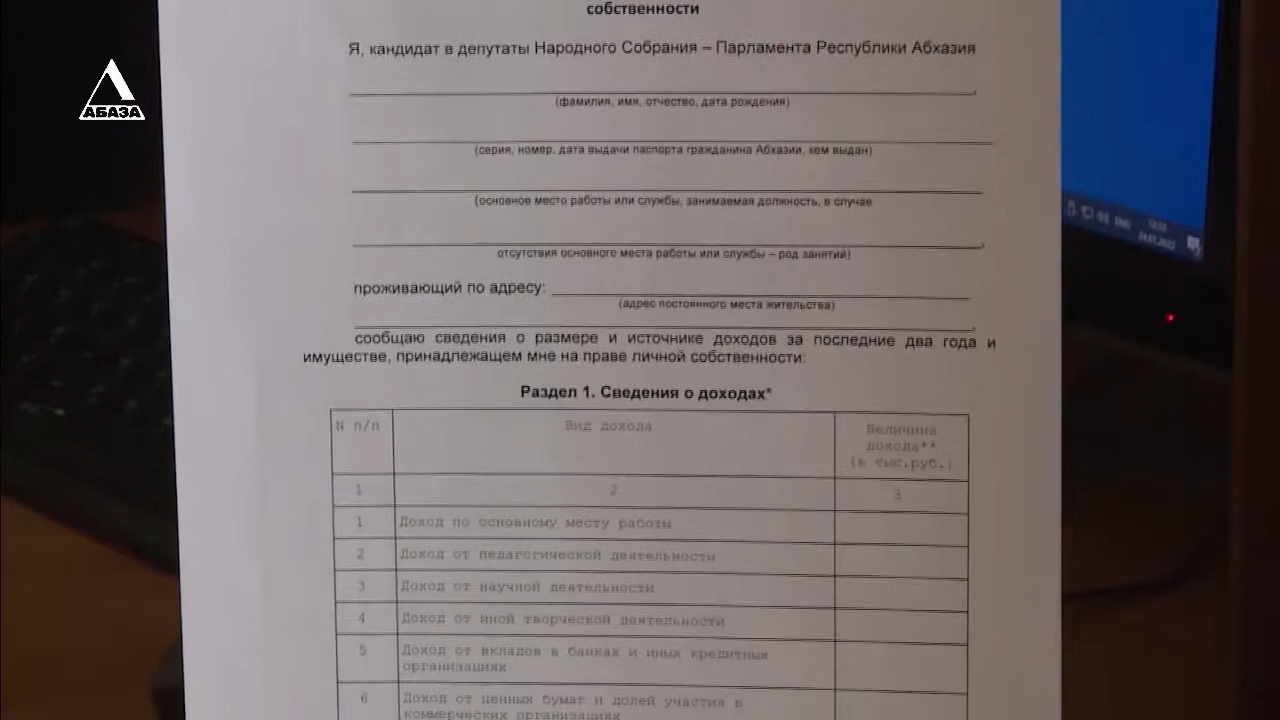 собственности
Я, кандидат в депутаты Народного Собрания – Парламента Республики Абхазия
АБАЗА
(фамилия, имя, отчество, дата рождения)
(серия, номер, дата выдачи паспорта гражданина Абхазии, кем выдан)
(основное место работы или службы, занимаемая должность, в случае
отсутствия основного места работы или службы – род занятий)
проживающий по адресу:
(адрес постоянного места жительства)
сообщаю сведения о размере и источнике доходов за последние два года и
имуществе, принадлежащем мне на праве личной собственности:
Раздел 1. Сведения о доходах*
N п/п Вид дохода Величина
дохода**
(в тыс.руб.)
1 2 3
1 Доход по основному месту работы
2 Доход от педагогической деятельности
3 Доход от научной деятельности
4 Доход от иной творческой деятельности
5 Доход от вкладов в банках и иных кредитных
организациях
6 Доход от ценных бумаг и долей участия в
коммерческих организациях
ENG